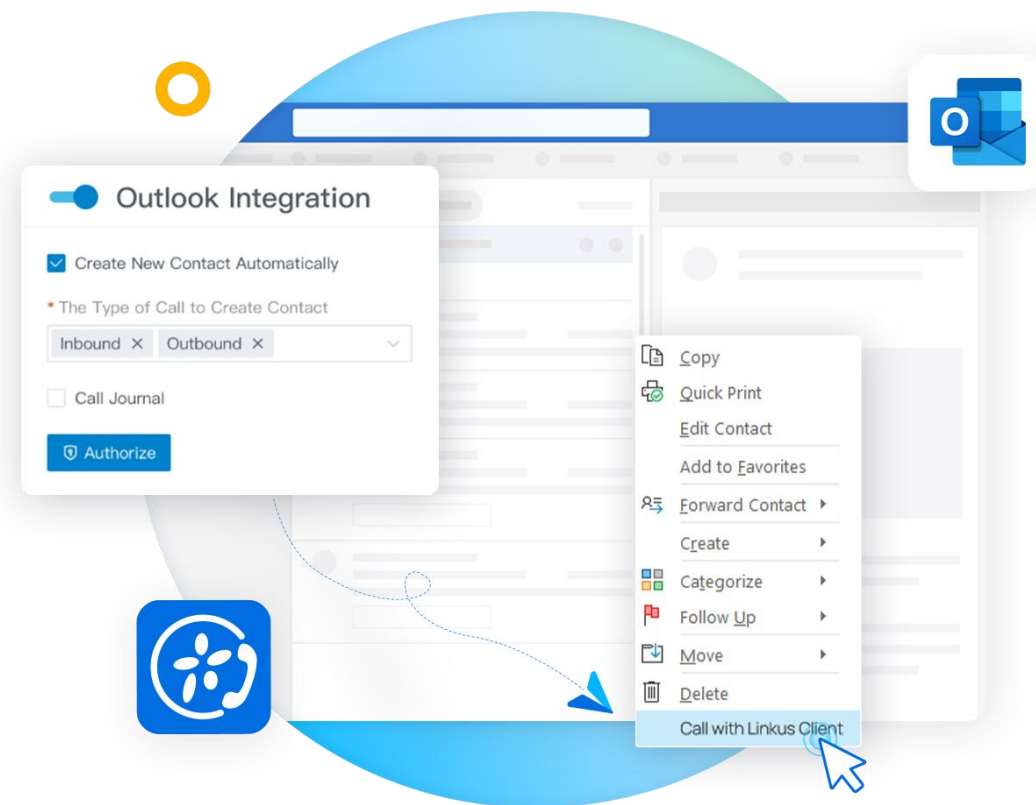 O
Outlook Integration
Create New Contact Automatically
* The Type of Call to Create Contact
Inbound × Outbound ×
Call Journal
Authorize
Copy
Quick Print
Edit Contact
Add to Favorites
Forward Contact
Create
Categorize
Follow Up
Move
Delete
Call with Linkus Client